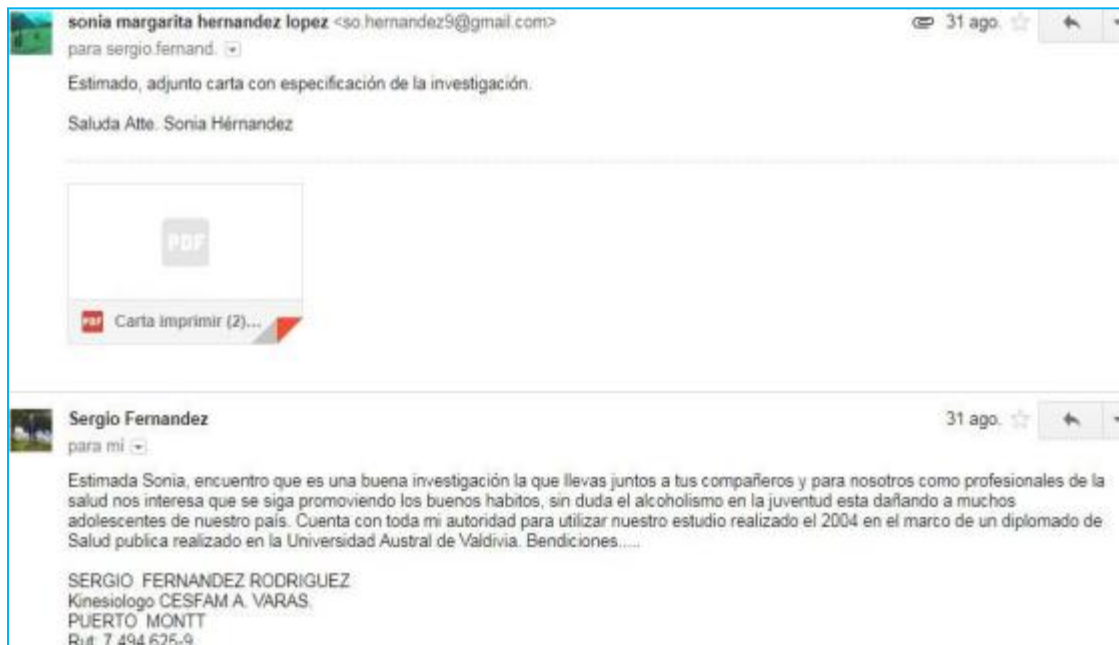 sonia margarita hernandez lopez <so.hernandez9@gmail.com> 31 ago.
para sergio.fernand.
Estimado, adjunto carta con especificación de la investigación.
Saluda Atte. Sonia Hérnandez
PDF
PDF Carta imprimir (2)...
Sergio Fernandez 31 ago.
para mí
Estimada Sonia, encuentro que es una buena investigación la que llevas juntos a tus compañeros y para nosotros como profesionales de la
salud nos interesa que se siga promoviendo los buenos habitos, sin duda el alcoholismo en la juventud esta dañando a muchos
adolescentes de nuestro país. Cuenta con toda mi autoridad para utilizar nuestro estudio realizado el 2004 en el marco de un diplomado de
Salud publica realizado en la Universidad Austral de Valdivia. Bendiciones.....
SERGIO FERNANDEZ RODRIGUEZ
Kinesiologo CESFAM A. VARAS.
PUERTO MONTT
Rut: 7.494.625-9